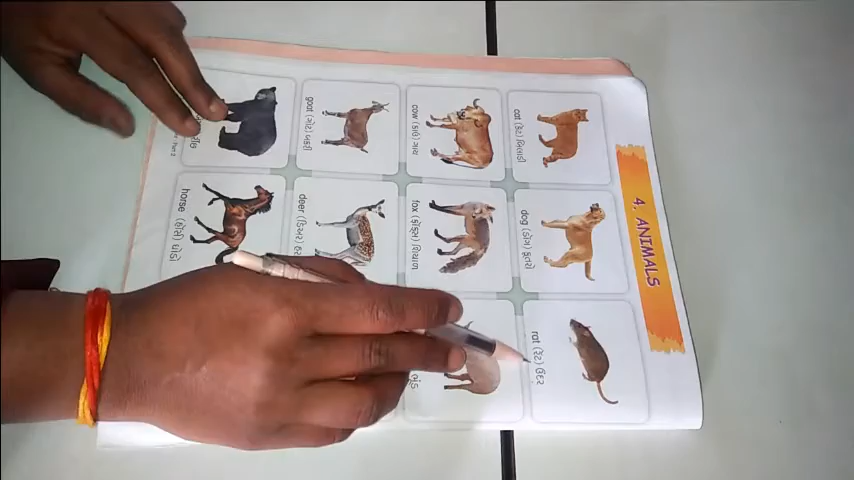 4. ANIMALS
cat (કેટ) બિલાડી
dog (ડોગ) કૂતરો
rat (રેટ) ઉંદર
cow (કાઉ) ગાય
fox (ફોક્સ) શિયાળ
goat (ગોટ) બકરી
deer (ડિઅર)
horse (હોર્સ) ઘોડો